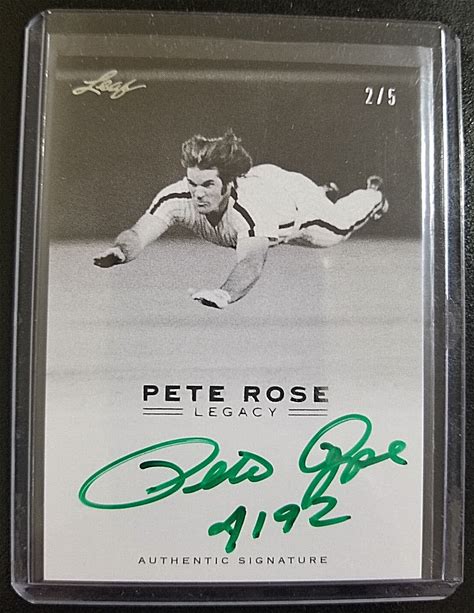 Leaf
2/5
PETE ROSE
LEGACY
Pete Rose
4192
AUTHENTIC SIGNATURE